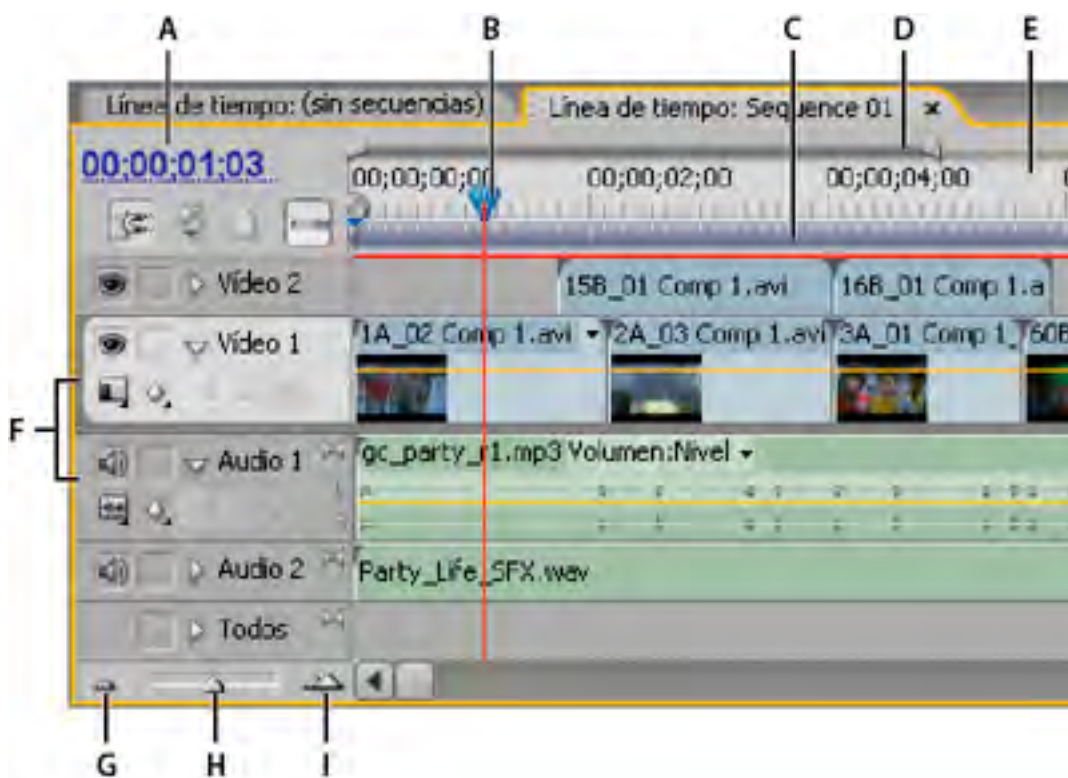 A B C D E
Línea de tiempo: (sin secuencias) Línea de tiempo: Sequence 01 ×
00;00;01;03
00;00;00;00 00;00;02;00 00;00;04;00
Vídeo 2 15B_01 Comp 1.avi 16B_01 Comp 1.a
Vídeo 1 1A_02 Comp 1.avi 2A_03 Comp 1.avi 3A_01 Comp 1_ 60B
F
Audio 1 gc_party_r1.mp3 Volumen:Nivel
Audio 2 Party_Life_SFX.wav
Todos
G H I